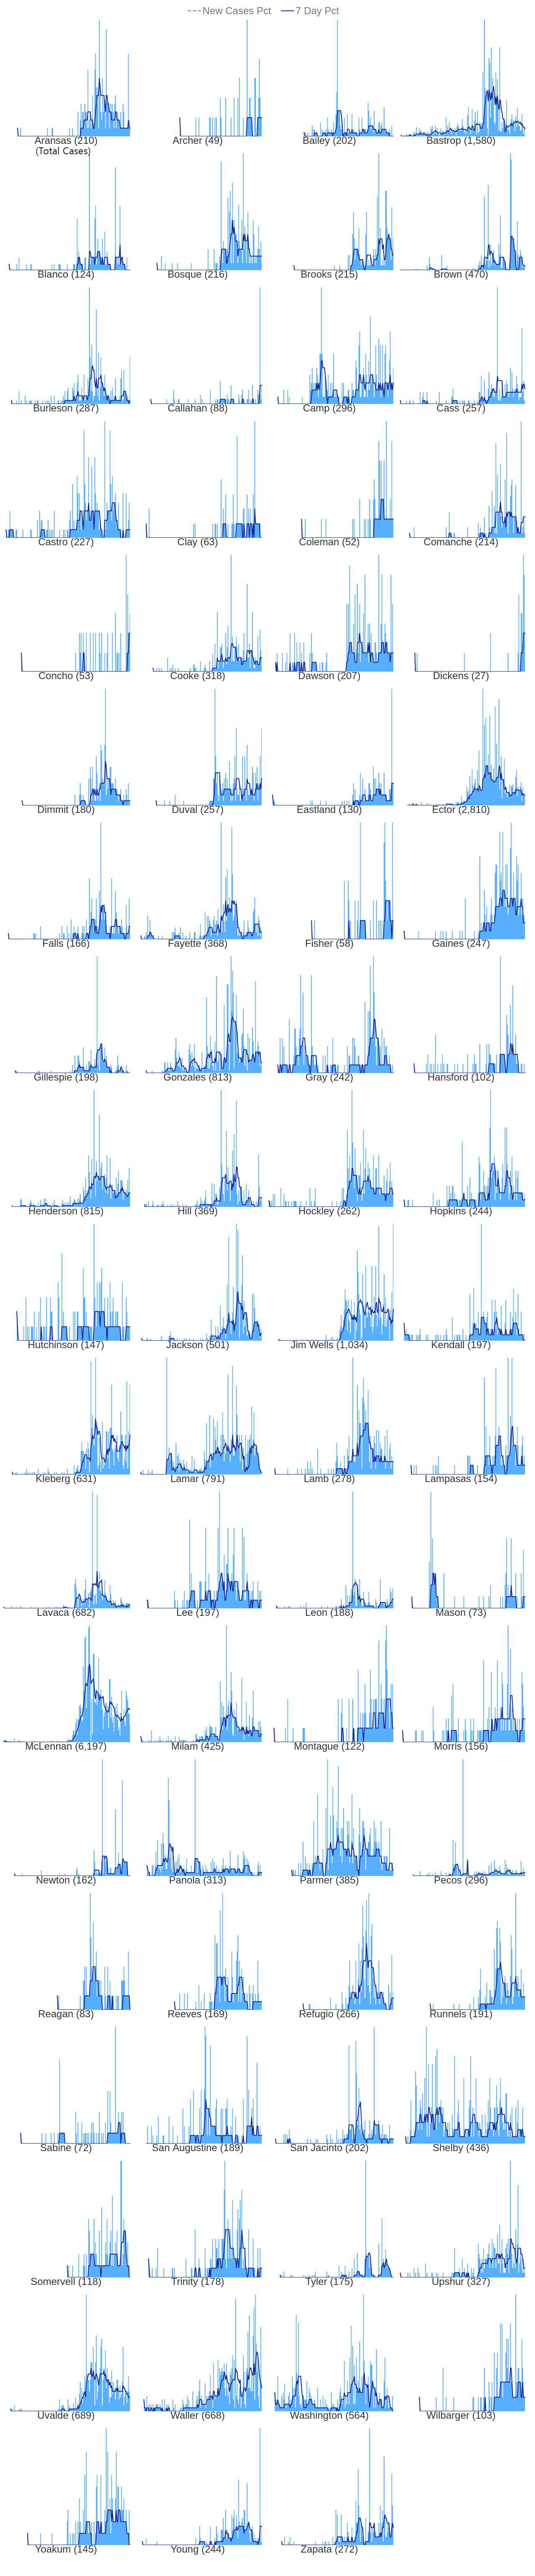 New Cases Pct 7 Day Pct
Aransas (210) Archer (49) Bailey (202) Bastrop (1,580)
(Total Cases)
Blanco (124) Bosque (216) Brooks (215) Brown (470)
Burleson (287) Callahan (88) Camp (296) Cass (257)
Castro (227) Clay (63) Coleman (52) Comanche (214)
Concho (53) Cooke (318) Dawson (207) Dickens (27)
Dimmit (180) Duval (257) Eastland (130) Ector (2,810)
Falls (166) Fayette (368) Fisher (58) Gaines (247)
Gillespie (198) Gonzales (813) Gray (242) Hansford (102)
Henderson (815) Hill (369) Hockley (262) Hopkins (244)
Hutchinson (147) Jackson (501) Jim Wells (1,034) Kendall (197)
Kleberg (631) Lamar (791) Lamb (278) Lampasas (154)
Lavaca (682) Lee (197) Leon (188) Mason (73)
McLennan (6,197) Milam (425) Montague (122) Morris (156)
Newton (162) Panola (313) Parmer (385) Pecos (296)
Reagan (83) Reeves (169) Refugio (266) Runnels (191)
Sabine (72) San Augustine (189) San Jacinto (202) Shelby (436)
Somervell (118) Trinity (178) Tyler (175) Upshur (327)
Uvalde (689) Waller (668) Washington (564) Wilbarger (103)
Yoakum (145) Young (244) Zapata (272)